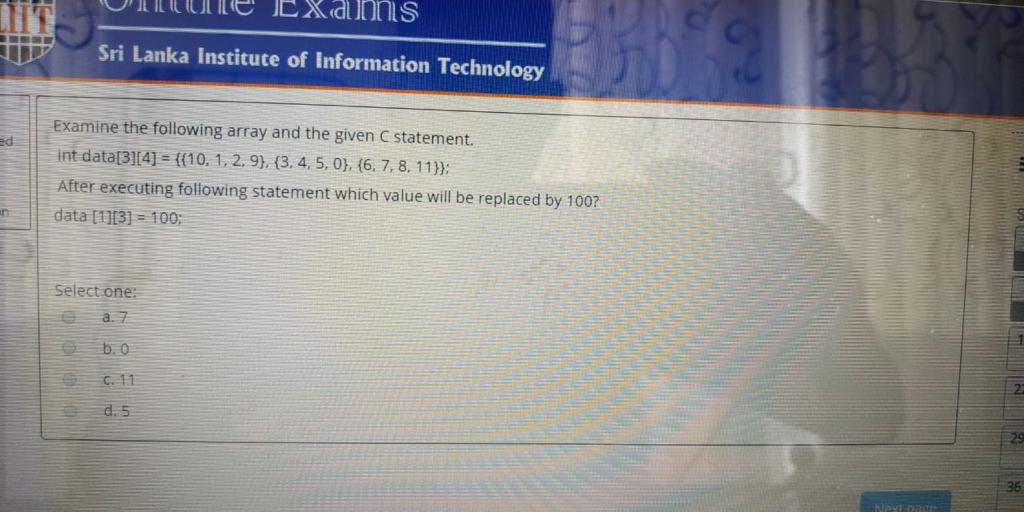 Exams
Sri Lanka Institute of Information Technology
Examine the following array and the given C statement.
int data[3][4] = {{10, 1, 2, 9}, {3, 4, 5, 0}, {6, 7, 8, 11}};
After executing following statement which value will be replaced by 100?
data [1][3] = 100;
Select one:
a. 7
b. 0
c. 11
d. 5
29
36
Next page